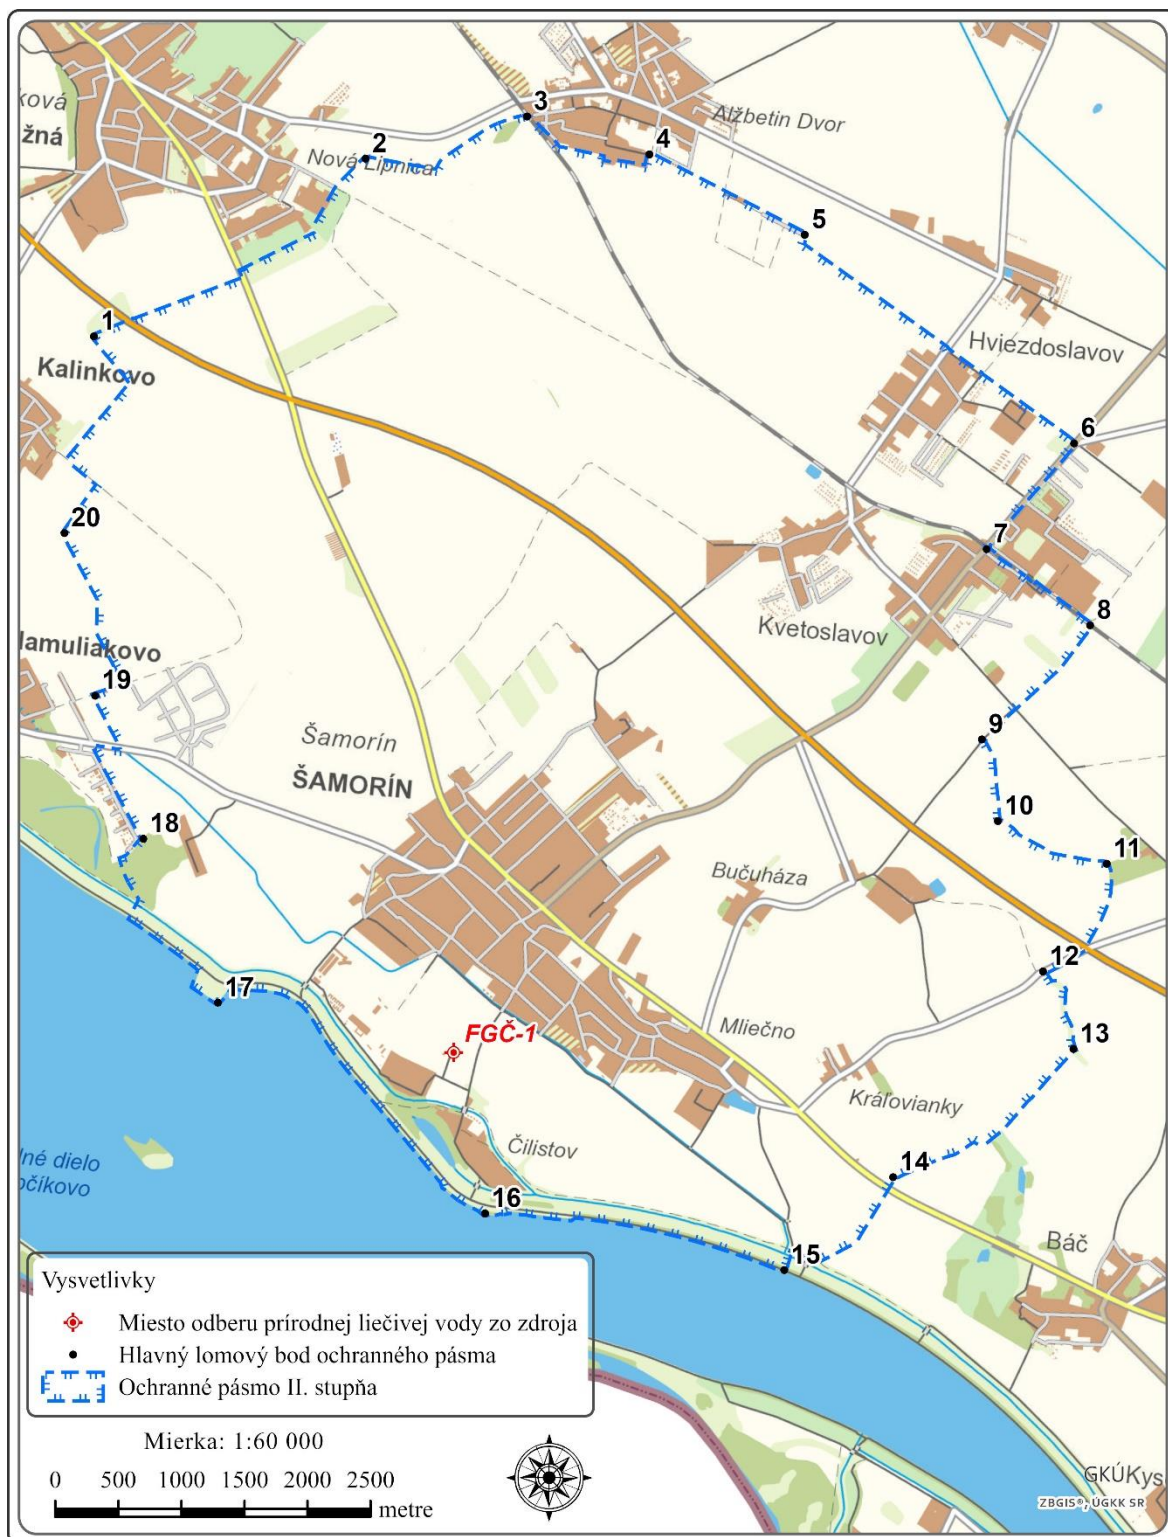 3
Alžbetin Dvor
ková
žná
2
Nová Lipnica
4
5
1
Kalinkovo
Hviezdoslavov
6
20
7
8
Kvetoslavov
lamuliakovo
19
Šamorín
ŠAMORÍN
9
10
18
11
Bučuháza
12
17
FGČ-1
Mliečno
13
Kráľovianky
Čilistov
14
lné dielo
očíkovo
16
15
Báč
Vysvetlivky
Miesto odberu prírodnej liečivej vody zo zdroja
Hlavný lomový bod ochranného pásma
Ochranné pásmo II. stupňa
Mierka: 1:60 000
0 500 1000 1500 2000 2500
metre
GKÚKys
ZBGIS®, ÚGKK SR